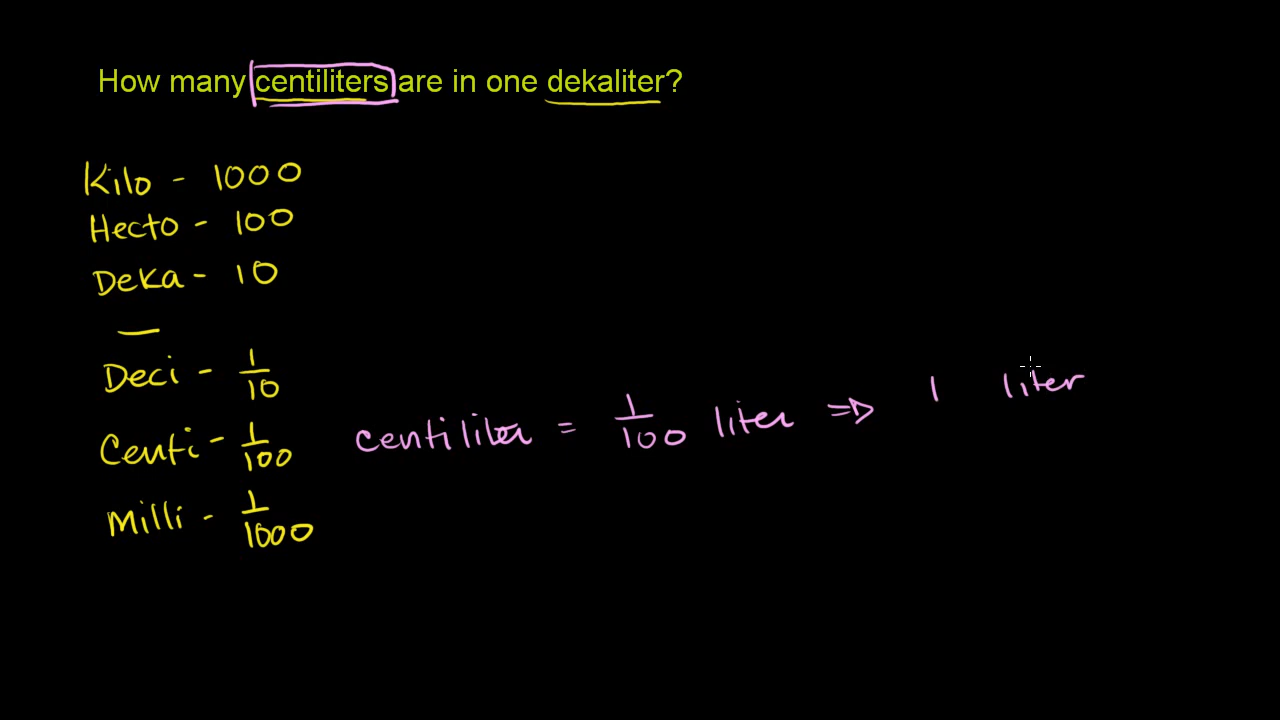 How many centiliters are in one dekaliter?
Kilo - 1000
Hecto - 100
Deka - 10
Deci - 1/10
Centi - 1/100
centiliter = 1/100 liter ⇒ 1 liter
Milli - 1/1000